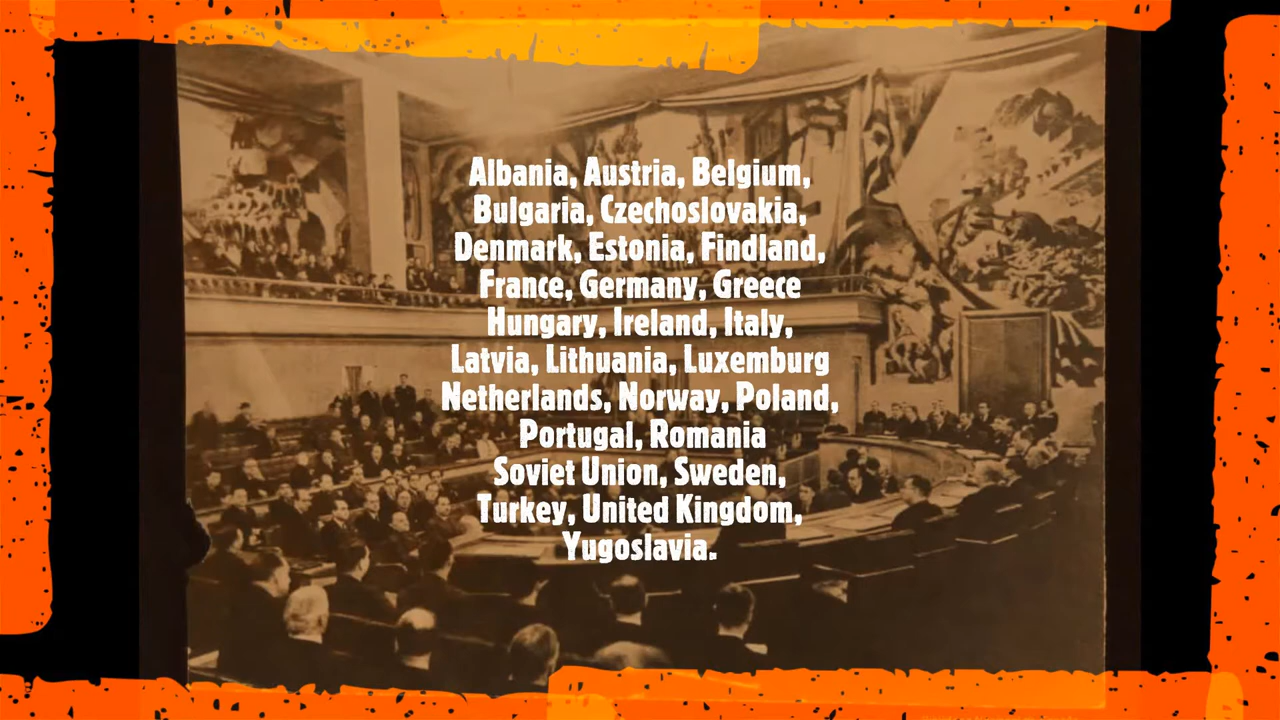 Albania, Austria, Belgium,
Bulgaria, Czechoslovakia,
Denmark, Estonia, Findland,
France, Germany, Greece
Hungary, Ireland, Italy,
Latvia, Lithuania, Luxemburg
Netherlands, Norway, Poland,
Portugal, Romania
Soviet Union, Sweden,
Turkey, United Kingdom,
Yugoslavia.